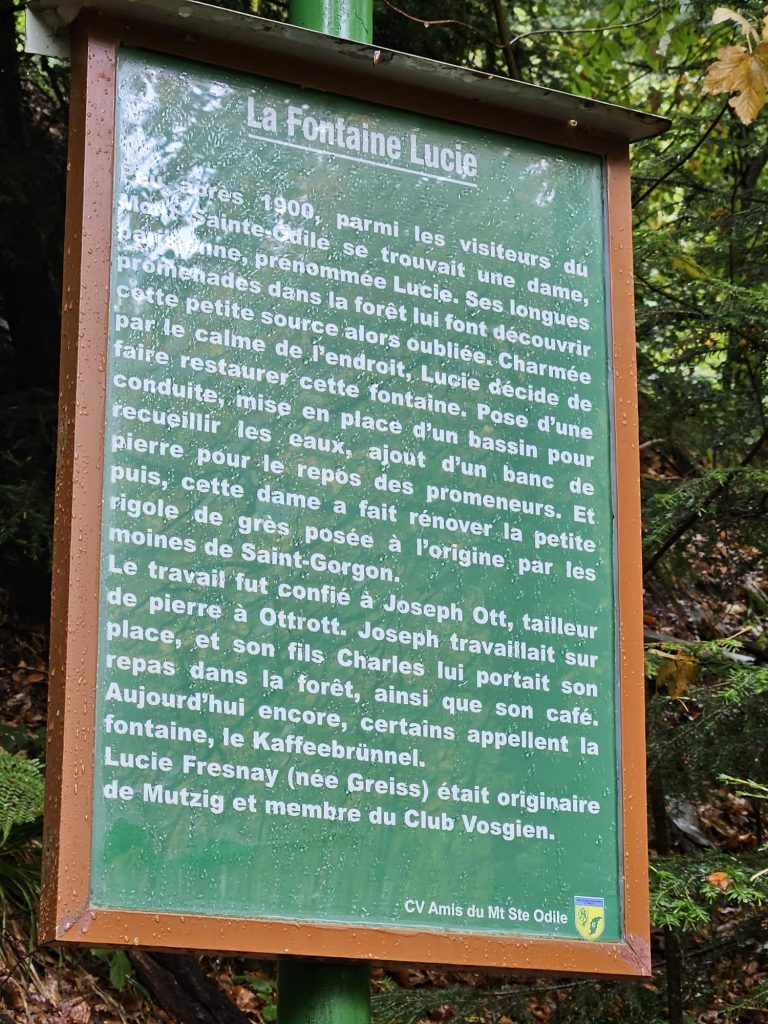 La Fontaine Lucie
après 1900, parmi les visiteurs du
Mont Sainte-Odile se trouvait une dame,
parisienne, prénommée Lucie. Ses longues
promenades dans la forêt lui font découvrir
cette petite source alors oubliée. Charmée
par le calme de l'endroit, Lucie décide de
faire restaurer cette fontaine. Pose d'une
conduite, mise en place d'un bassin pour
recueillir les eaux, ajout d'un banc de
pierre pour le repos des promeneurs. Et
puis, cette dame a fait rénover la petite
rigole de grès posée à l'origine par les
moines de Saint-Gorgon.
Le travail fut confié à Joseph Ott, tailleur
de pierre à Ottrott. Joseph travaillait sur
place, et son fils Charles lui portait son
repas dans la forêt, ainsi que son café.
Aujourd'hui encore, certains appellent la
fontaine, le Kaffeebrünnel.
Lucie Fresnay (née Greiss) était originaire
de Mutzig et membre du Club Vosgien.
CV Amis du Mt Ste Odile